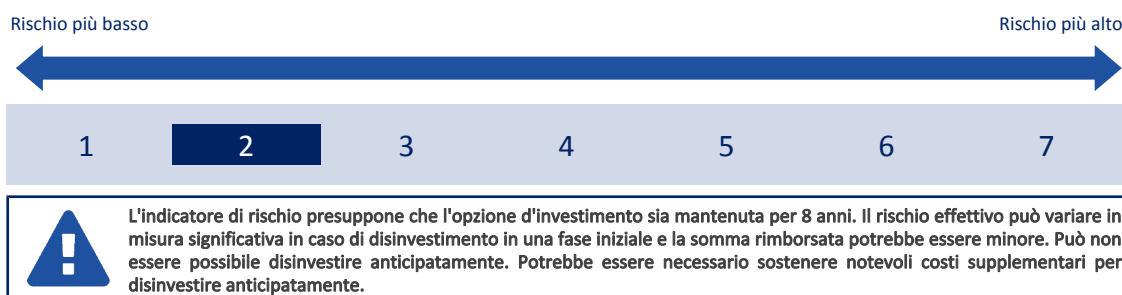 Rischio più basso Rischio più alto
1 2 3 4 5 6 7
L'indicatore di rischio presuppone che l'opzione d'investimento sia mantenuta per 8 anni. Il rischio effettivo può variare in
misura significativa in caso di disinvestimento in una fase iniziale e la somma rimborsata potrebbe essere minore. Può non
essere possibile disinvestire anticipatamente. Potrebbe essere necessario sostenere notevoli costi supplementari per
disinvestire anticipatamente.